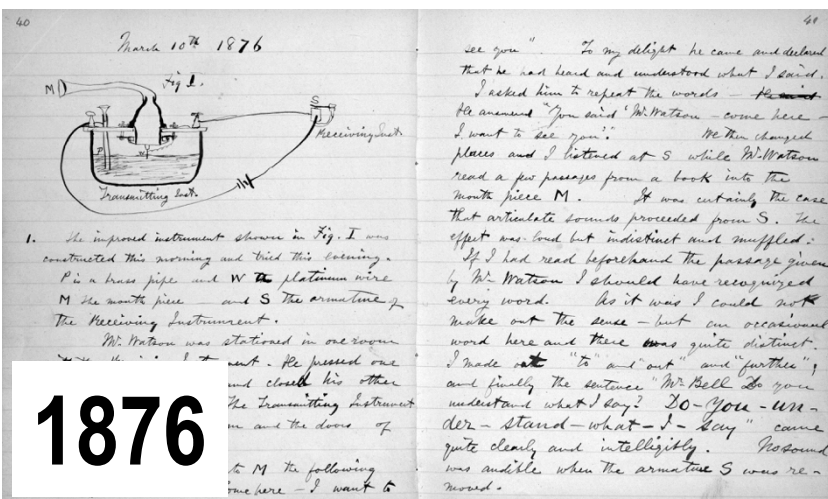 40
March 10th 1876
Fig 1.
M
S
Receiving Inst.
P
W
Transmitting Inst.
1. The improved instrument shown in Fig. I was
constructed this morning and tried this evening.
P is a brass pipe and W the platinum wire
M the mouth piece — and S the armature of
the Receiving Instrument.
Mr. Watson was stationed in one room
with the Receiving Instrument. He pressed one
and closed his other
The Transmitting Instrument
and the doors of
to M the following
come here — I want to
1876
41
see you". To my delight he came and declared
that he had heard and understood what I said.
I asked him to repeat the words — He said
He answered "You said 'Mr. Watson — come here —
I want to see you'." We then changed
places and I listened at S while Mr. Watson
read a few passages from a book into the
mouth piece M. It was certainly the case
that articulate sounds proceeded from S. The
effect was loud but indistinct and muffled.
If I had read beforehand the passage given
by Mr. Watson I should have recognized
every word. As it was I could not
make out the sense — but an occasional
word here and there was quite distinct.
I made out "to" and "out" and "further";
and finally the sentence "Mr. Bell Do you
understand what I say? Do-you-un-
der-stand-what-I-say" came
quite clearly and intelligibly. No sound
was audible when the armature S was re-
moved.